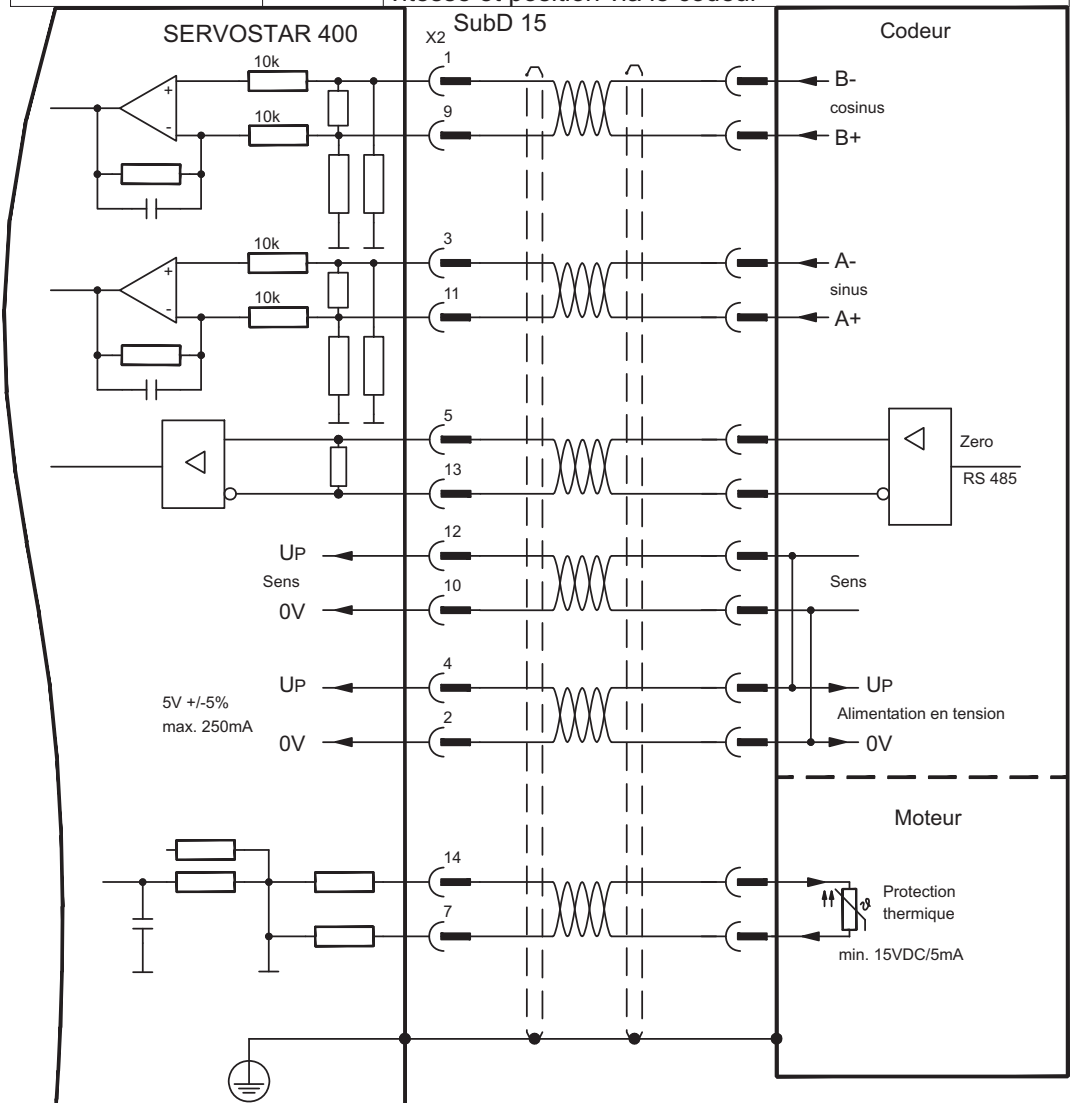 vitesse et position via le codeur
SERVOSTAR 400
X2
SubD 15
Codeur
10k
+
-
10k
1
9
B-
cosinus
B+
10k
+
-
10k
3
11
A-
sinus
A+
5
13
Zero
RS 485
UP
Sens
0V
12
10
Sens
5V +/-5%
max. 250mA
UP
0V
4
2
UP
Alimentation en tension
0V
Moteur
14
7
ϑ
Protection
thermique
min. 15VDC/5mA